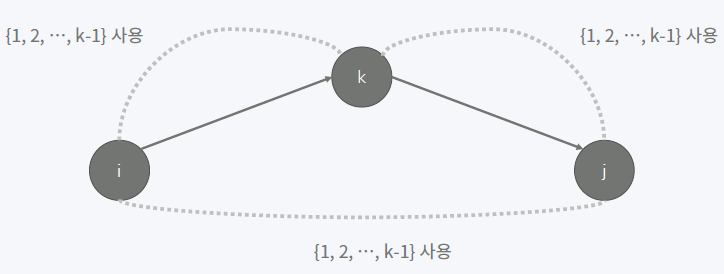 {1, 2, ⋯, k-1} 사용
{1, 2, ⋯, k-1} 사용
k
i
j
{1, 2, ⋯, k-1} 사용